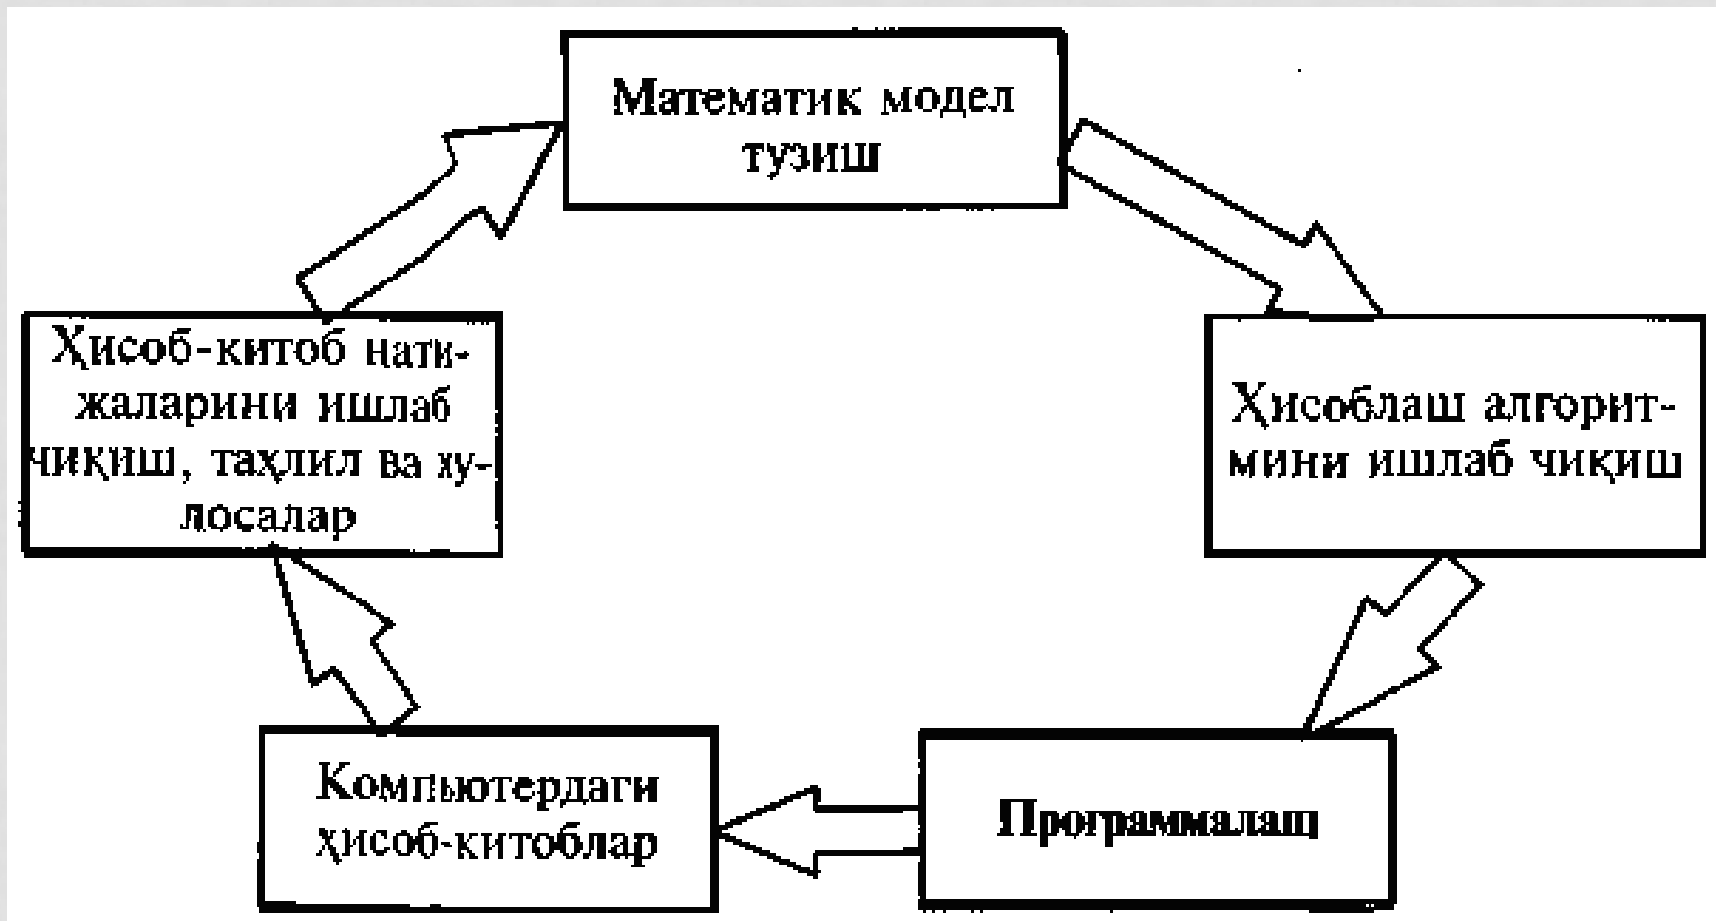 Математик модел
тузиш
Ҳисоблаш алгорит-
мини ишлаб чиқиш
Программалаш
Компьютердаги
ҳисоб-китоблар
Ҳисоб-китоб нати-
жаларини ишлаб
чиқиш, таҳлил ва ху-
лосалар